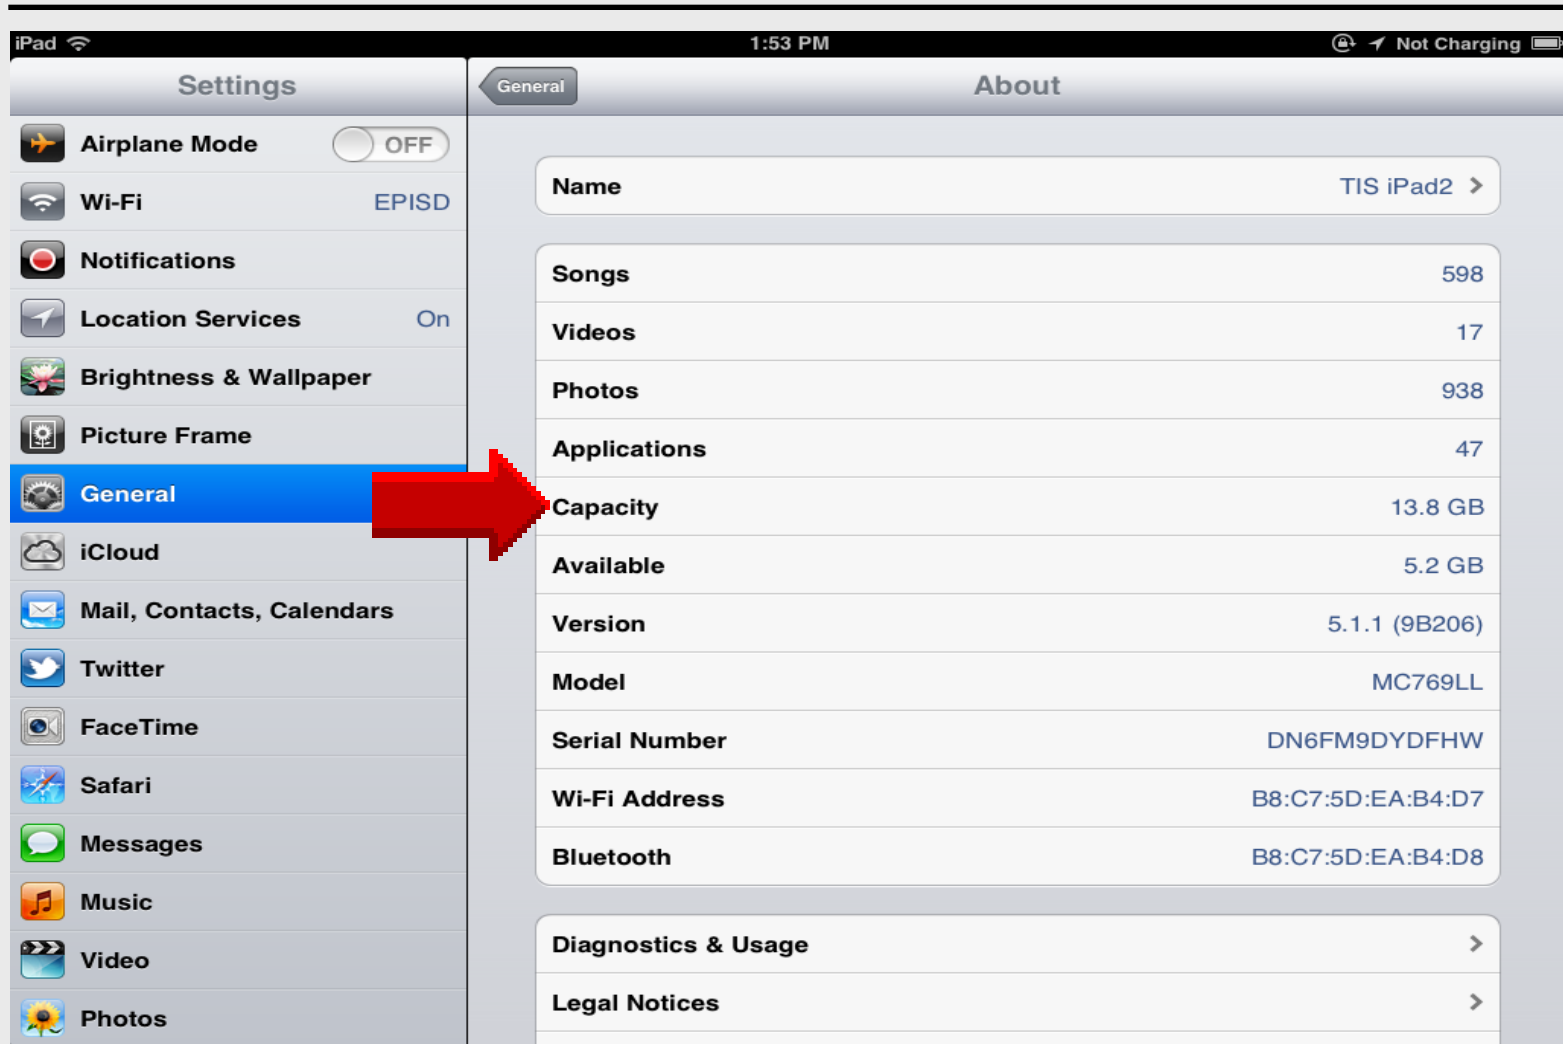 iPad 1:53 PM Not Charging
Settings General About
Airplane Mode OFF
Wi-Fi EPISD
Notifications
Location Services On
Brightness & Wallpaper
Picture Frame
General
iCloud
Mail, Contacts, Calendars
Twitter
FaceTime
Safari
Messages
Music
Video
Photos
Name TIS iPad2
Songs 598
Videos 17
Photos 938
Applications 47
Capacity 13.8 GB
Available 5.2 GB
Version 5.1.1 (9B206)
Model MC769LL
Serial Number DN6FM9DYDFHW
Wi-Fi Address B8:C7:5D:EA:B4:D7
Bluetooth B8:C7:5D:EA:B4:D8
Diagnostics & Usage
Legal Notices